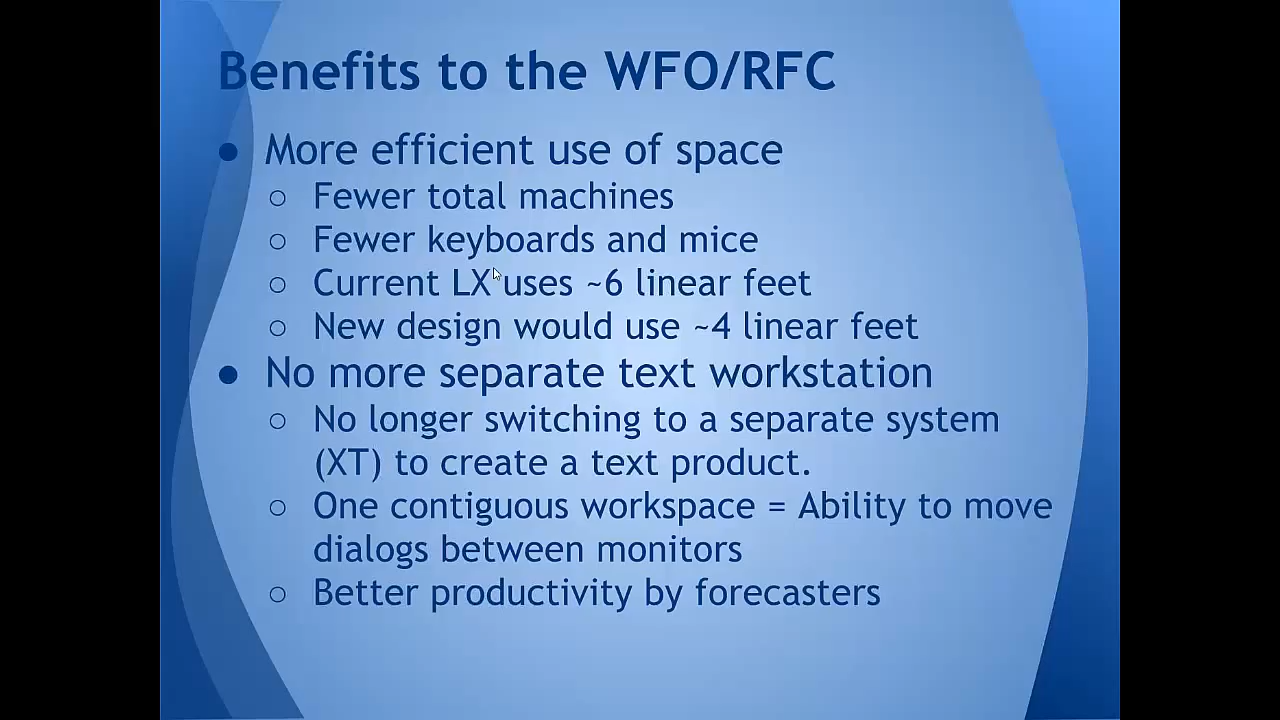 Benefits to the WFO/RFC
● More efficient use of space
○ Fewer total machines
○ Fewer keyboards and mice
○ Current LX uses ~6 linear feet
○ New design would use ~4 linear feet
● No more separate text workstation
○ No longer switching to a separate system
(XT) to create a text product.
○ One contiguous workspace = Ability to move
dialogs between monitors
○ Better productivity by forecasters